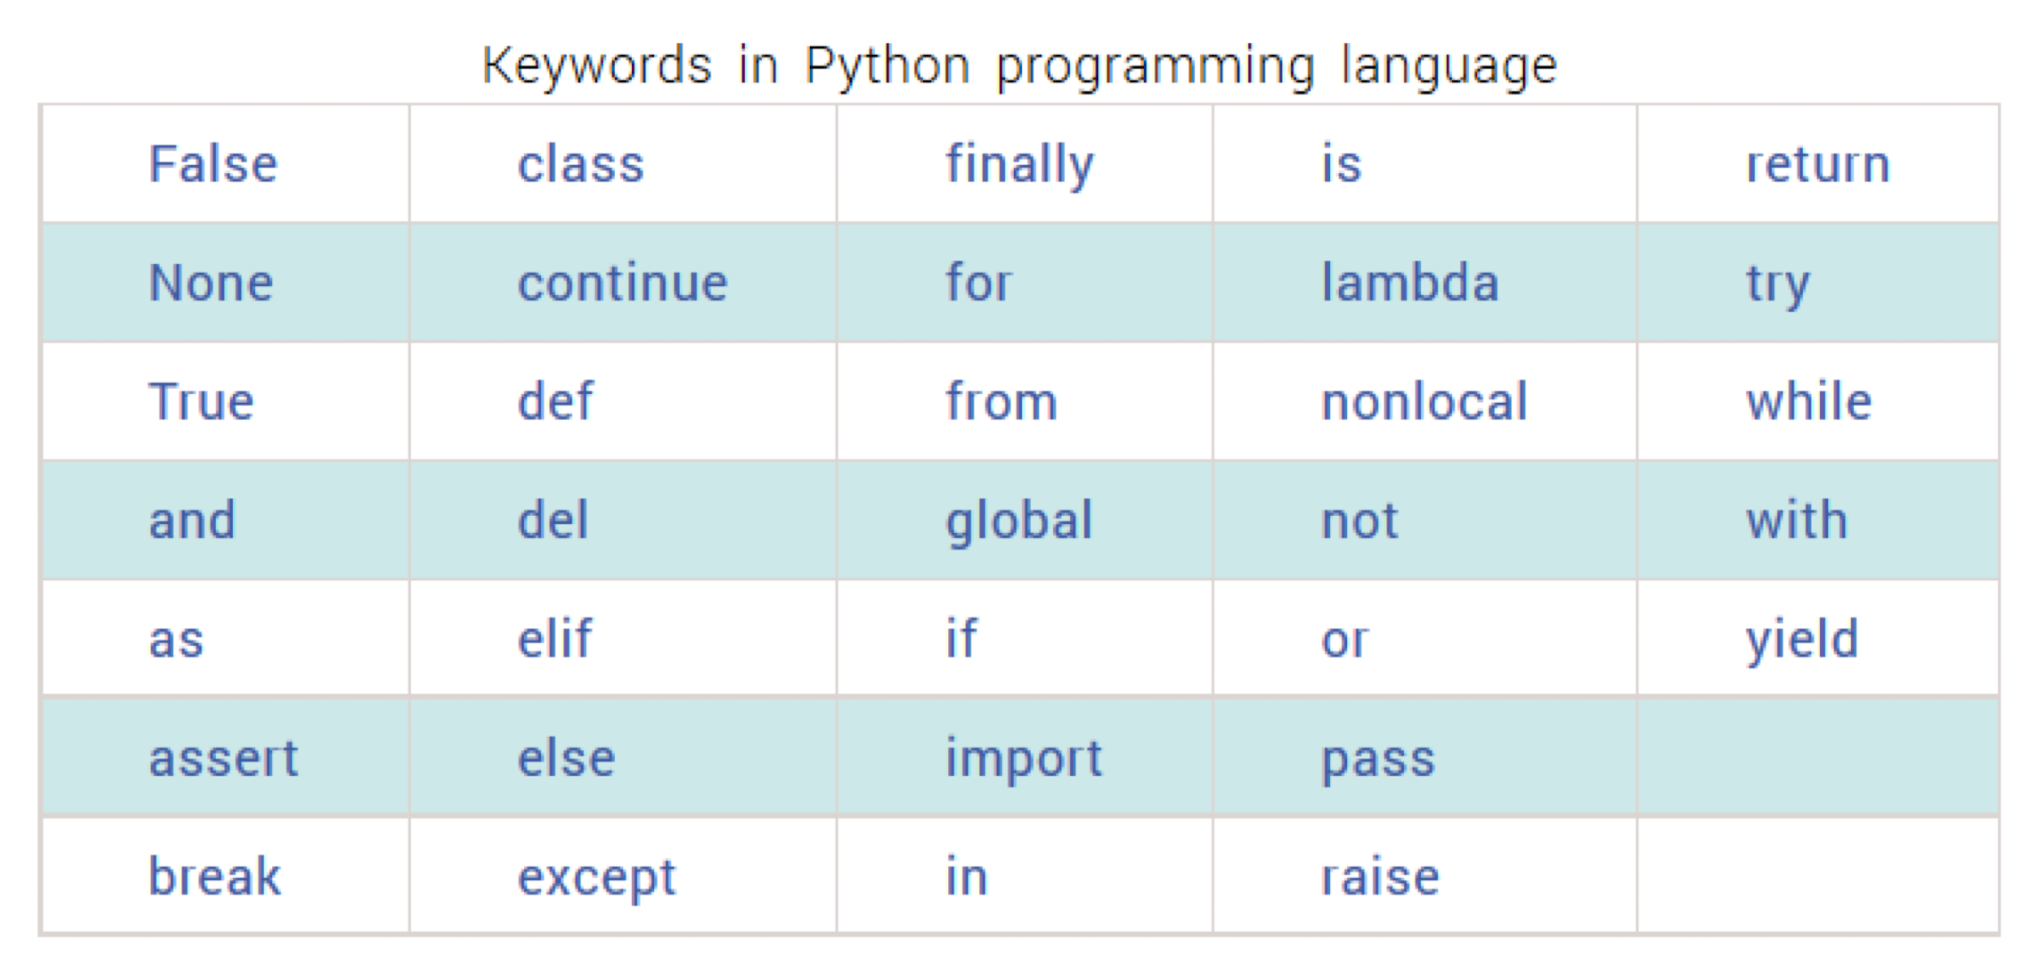 Keywords in Python programming language
False class finally is return
None continue for lambda try
True def from nonlocal while
and del global not with
as elif if or yield
assert else import pass
break except in raise